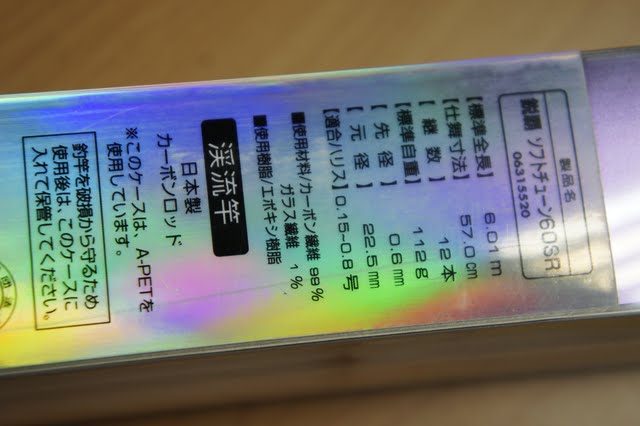 製品名
渓覇 ソフトチューン60SR
06315520
【標準全長】 6.01m
【仕舞寸法】 57.0cm
【継数】 12本
【標準自重】 112g
【先径】 0.6mm
【元径】 22.5mm
【適合ハリス】0.15~0.8号
■使用材料/カーボン繊維 99%
ガラス繊維 1%
■使用樹脂/エポキシ樹脂
渓流竿
日本製
カーボンロッド
※このケースは、A-PETを
使用しています。
釣竿を破損から守るため
使用後は、このケースに
入れて保管してください。